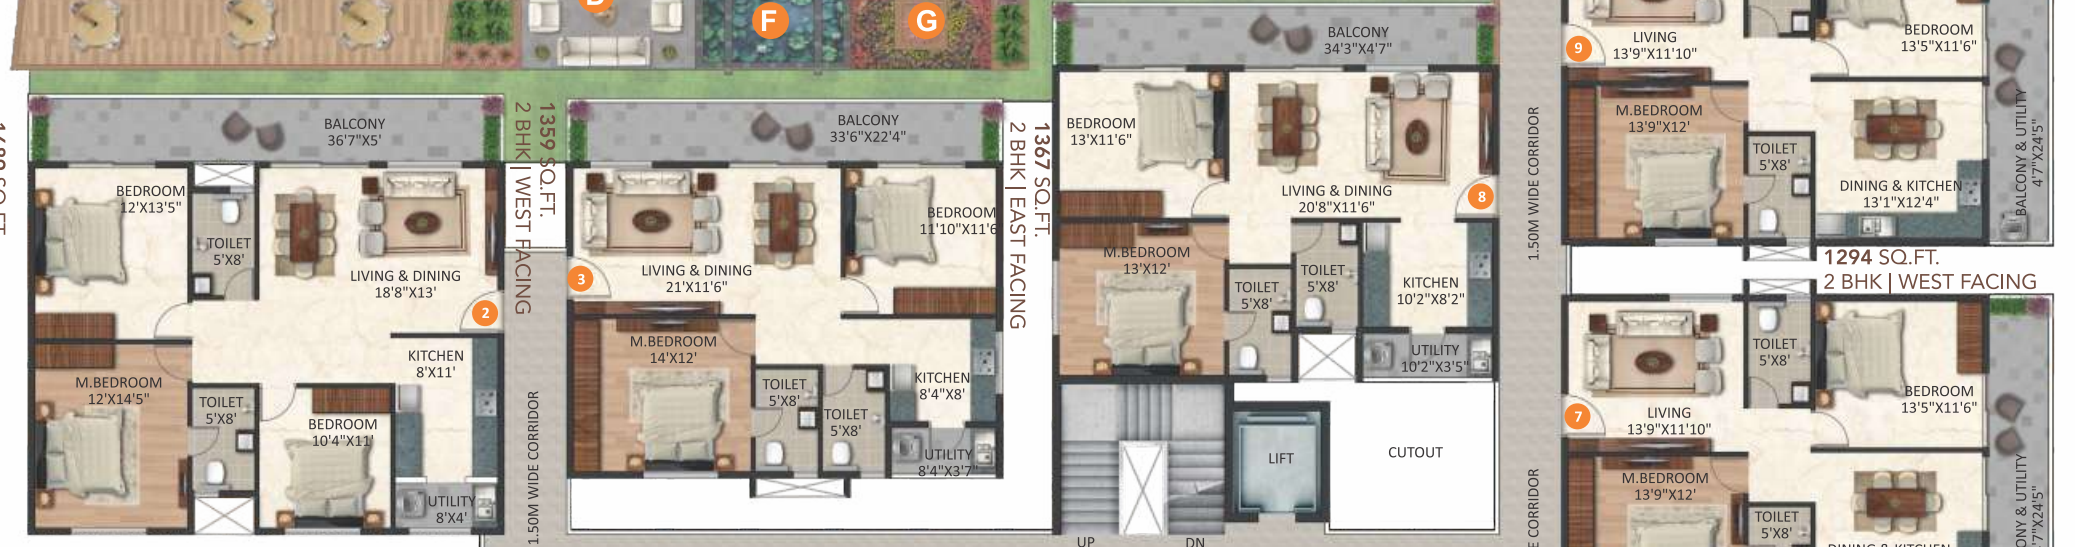 D
F
G
BALCONY
36'7"X5'
BEDROOM
12'X13'5"
TOILET
5'X8'
LIVING & DINING
18'8"X13'
2
M.BEDROOM
12'X14'5"
TOILET
5'X8'
BEDROOM
10'4"X11'
KITCHEN
8'X11'
UTILITY
8'X4'
1359 SQ.FT.
2 BHK | WEST FACING
1.50M WIDE CORRIDOR
BALCONY
33'6"X22'4"
BEDROOM
11'10"X11'6
LIVING & DINING
21'X11'6"
3
M.BEDROOM
14'X12'
TOILET
5'X8'
TOILET
5'X8'
KITCHEN
8'4"X8'
UTILITY
8'4"X3'7"
1367 SQ.FT.
2 BHK | EAST FACING
BALCONY
34'3"X4'7"
BEDROOM
13'X11'6"
LIVING & DINING
20'8"X11'6"
8
M.BEDROOM
13'X12'
TOILET
5'X8'
TOILET
5'X8'
KITCHEN
10'2"X8'2"
UTILITY
10'2"X3'5"
LIFT
CUTOUT
UP
DN
1.50M WIDE CORRIDOR
E CORRIDOR
9
LIVING
13'9"X11'10"
BEDROOM
13'5"X11'6"
M.BEDROOM
13'9"X12'
TOILET
5'X8'
DINING & KITCHEN
13'1"X12'4"
BALCONY & UTILITY
4'7"X24'5"
1294 SQ.FT.
2 BHK | WEST FACING
TOILET
5'X8'
BEDROOM
13'5"X11'6"
7
LIVING
13'9"X11'10"
M.BEDROOM
13'9"X12'
TOILET
5'X8'
DINING & KITCHEN
ONY & UTILITY
'7"X24'5"